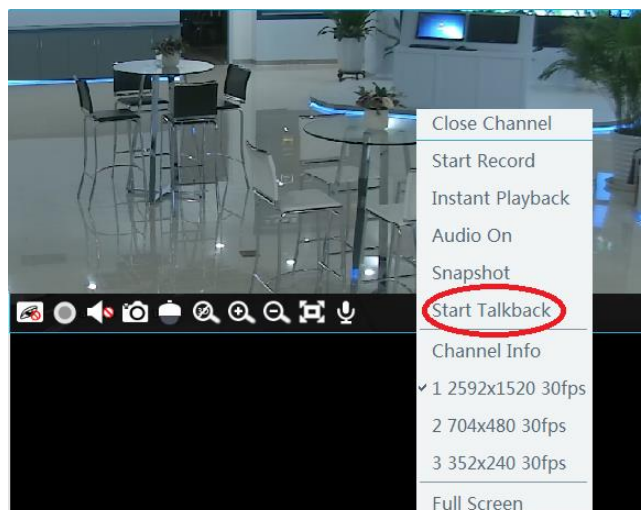 Close Channel
Start Record
Instant Playback
Audio On
Snapshot
Start Talkback
Channel Info
1 2592x1520 30fps
2 704x480 30fps
3 352x240 30fps
Full Screen
3D